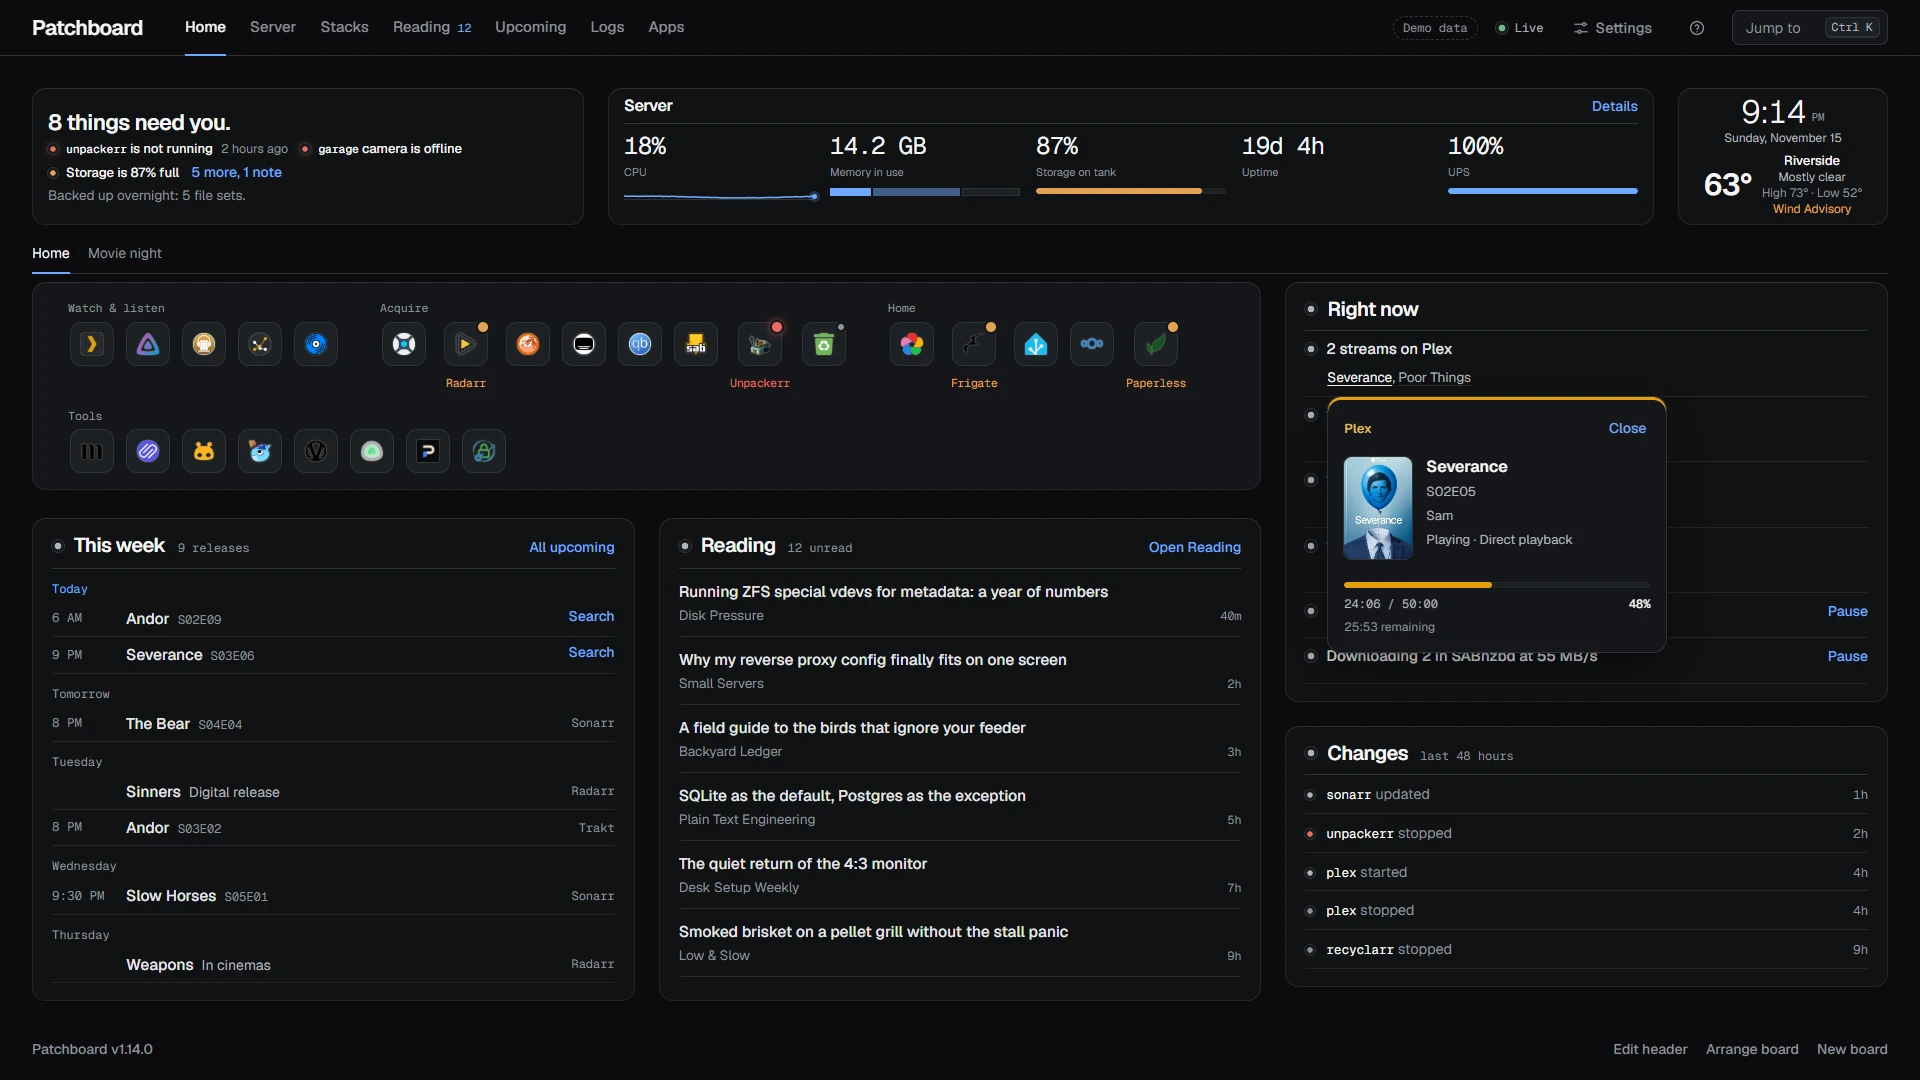 Patchboard Home Server Stacks Reading 12 Upcoming Logs Apps Demo data Live Settings Jump to Ctrl K
8 things need you.
unpackerr is not running 2 hours ago garage camera is offline
Storage is 87% full 5 more, 1 note
Backed up overnight: 5 file sets.
Server Details
18% 14.2 GB 87% 19d 4h 100%
CPU Memory in use Storage on tank Uptime UPS
9:14 PM
Sunday, November 15
63°
Riverside
Mostly clear
High 73° · Low 52°
Wind Advisory
Home Movie night
Watch & listen Acquire Home
qb sab
Radarr Unpackerr Frigate Paperless
Tools
m
This week 9 releases All upcoming
Today
6 AM Andor S02E09 Search
9 PM Severance S03E06 Search
Tomorrow
8 PM The Bear S04E04 Sonarr
Tuesday
Sinners Digital release Radarr
8 PM Andor S03E02 Trakt
Wednesday
9:30 PM Slow Horses S05E01 Sonarr
Thursday
Weapons In cinemas Radarr
Reading 12 unread Open Reading
Running ZFS special vdevs for metadata: a year of numbers
Disk Pressure 40m
Why my reverse proxy config finally fits on one screen
Small Servers 2h
A field guide to the birds that ignore your feeder
Backyard Ledger 3h
SQLite as the default, Postgres as the exception
Plain Text Engineering 5h
The quiet return of the 4:3 monitor
Desk Setup Weekly 7h
Smoked brisket on a pellet grill without the stall panic
Low & Slow 9h
Right now
2 streams on Plex
Severance, Poor Things
Plex Close
Severance
Severance
S02E05
Sam
Playing · Direct playback
24:06 / 50:00 48%
25:53 remaining
Pause
Downloading 2 in SABnzbd at 55 MB/s Pause
Changes last 48 hours
sonarr updated 1h
unpackerr stopped 2h
plex started 4h
plex stopped 4h
recyclarr stopped 9h
Patchboard v1.14.0 Edit header Arrange board New board